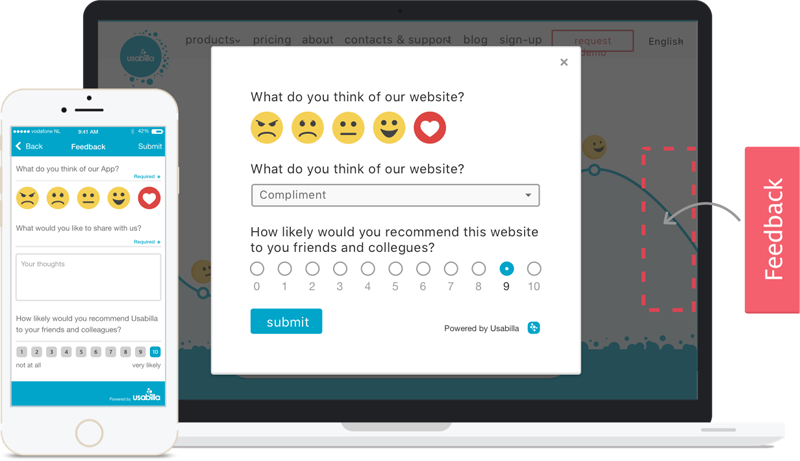 products pricing about contacts & support blog sign-up request demo English
usabilla
×
What do you think of our website?
What do you think of our website?
Compliment
How likely would you recommend this website
to you friends and collegues?
0 1 2 3 4 5 6 7 8 9 10
submit
Powered by Usabilla
Feedback
vodafone NL 9:41 AM 42%
Back Feedback Submit
What do you think of our App?
Required
What would you like to share with us?
Required
Your thoughts
How likely would you recommend Usabilla
to your friends and colleagues?
1 2 3 4 5 6 7 8 9 10
not at all very likely
Powered by usabilla